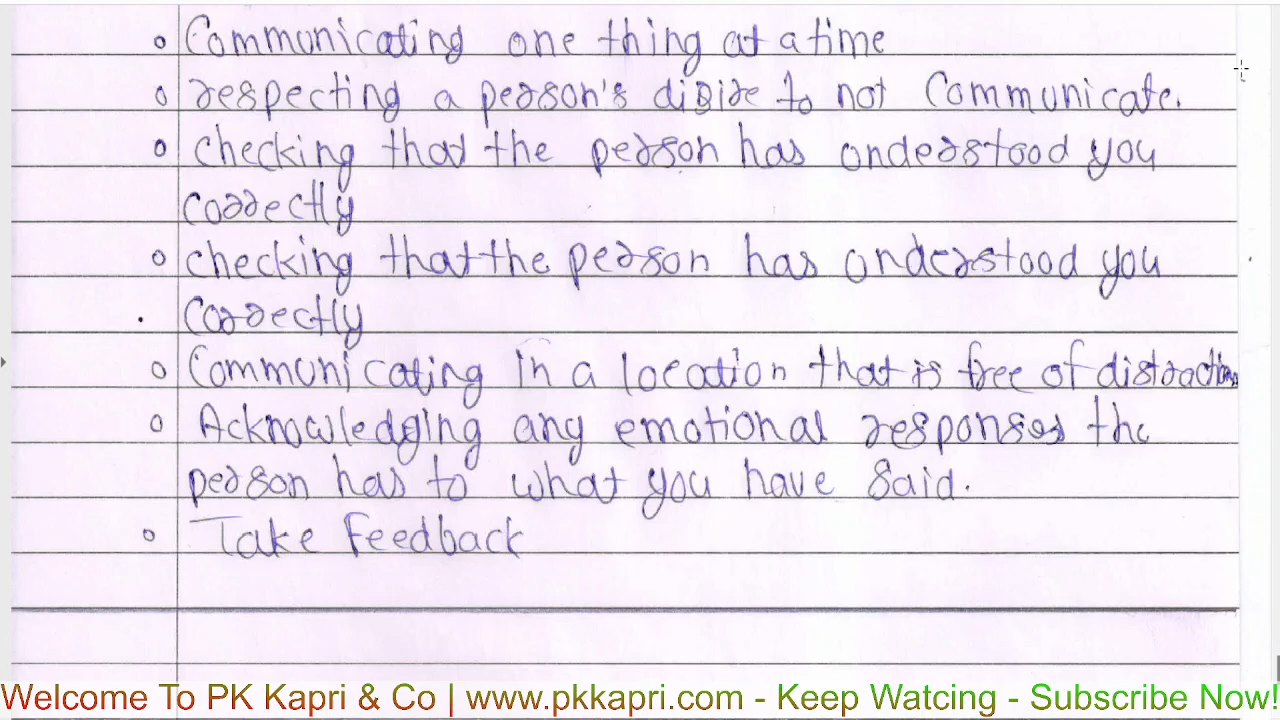 • Communicating one thing at a time
• respecting a person's disire to not Communicate.
• checking that the person has onderstood you
correctly
• checking that the person has onderstood you
correctly
• Communicating in a location that is free of distractions
• Acknowledging any emotional responses the
person has to what you have said.
• Take Feedback
Welcome To PK Kapri & Co | www.pkkapri.com - Keep Watcing - Subscribe Now!